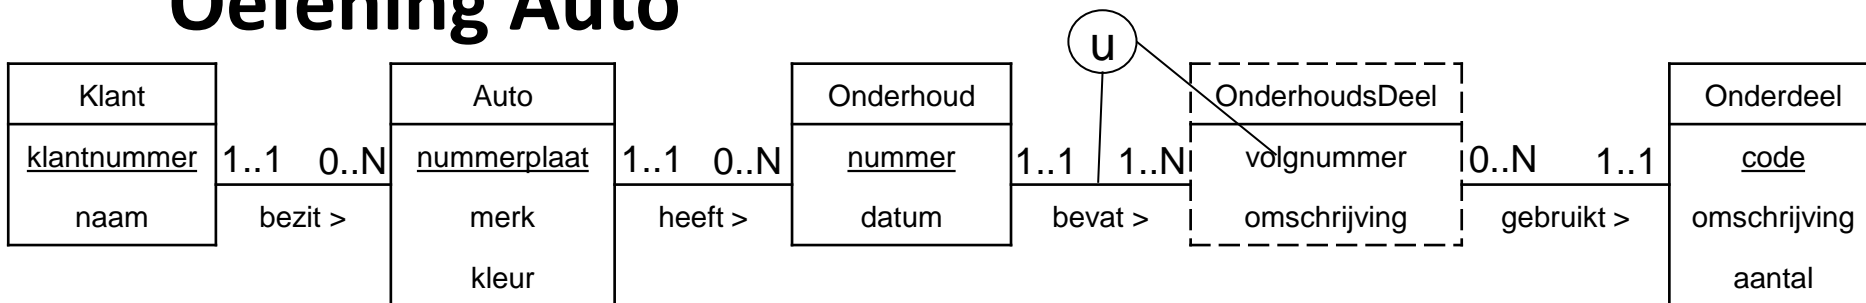 Oefening Auto
u
Klant
klantnummer
naam
1..1 0..N
bezit >
Auto
nummerplaat
merk
kleur
1..1 0..N
heeft >
Onderhoud
nummer
datum
1..1 1..N
bevat >
OnderhoudsDeel
volgnummer
omschrijving
0..N 1..1
gebruikt >
Onderdeel
code
omschrijving
aantal